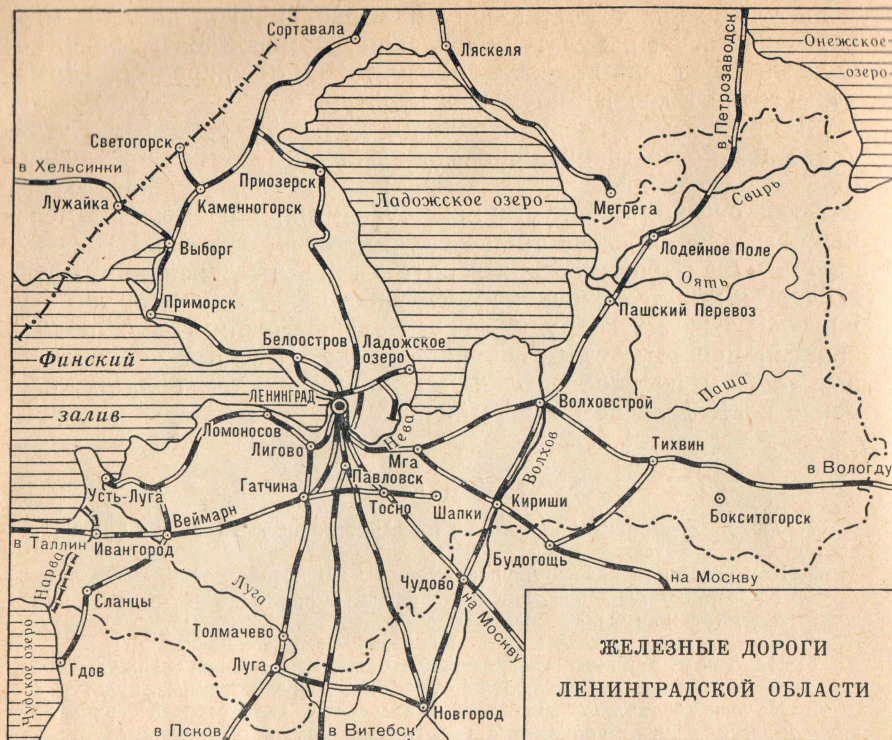 Сортавала
Ляскеля
в Петрозаводск
Онежское
озеро
Светогорск
в Хельсинки
Приозерск
Лужайка
Каменногорск
Ладожское озеро
Мегрега
Свирь
Выборг
Лодейное Поле
Оять
Приморск
Пашский Перевоз
Белоостров
Ладожское
озеро
Финский
залив
ЛЕНИНГРАД
Паша
Волховстрой
Ломоносов
Нева
Лигово
Мга
Волхов
Тихвин
в Вологду
Усть-Луга
Гатчина
Павловск
Тосно
Шапки
Кириши
Бокситогорск
Веймарн
в Таллин
Ивангород
Будогощь
на Москву
Нарва
Сланцы
Луга
Чудово
на Москву
Толмачево
Луга
Гдов
Чудское озеро
Новгород
в Псков
в Витебск
ЖЕЛЕЗНЫЕ ДОРОГИ
ЛЕНИНГРАДСКОЙ ОБЛАСТИ